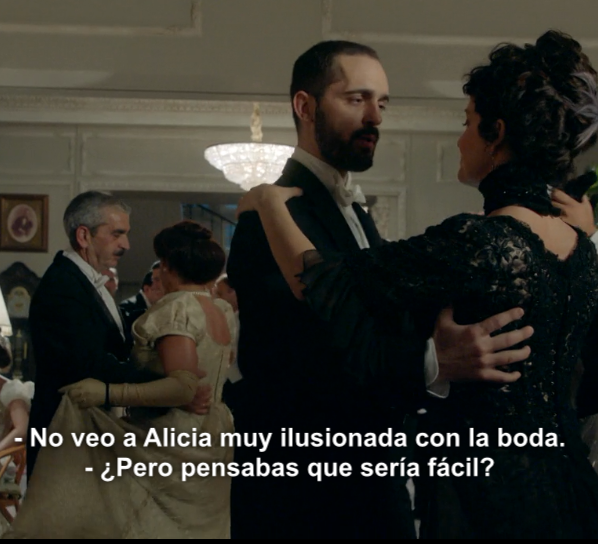 - No veo a Alicia muy ilusionada con la boda.
- ¿Pero pensabas que sería fácil?